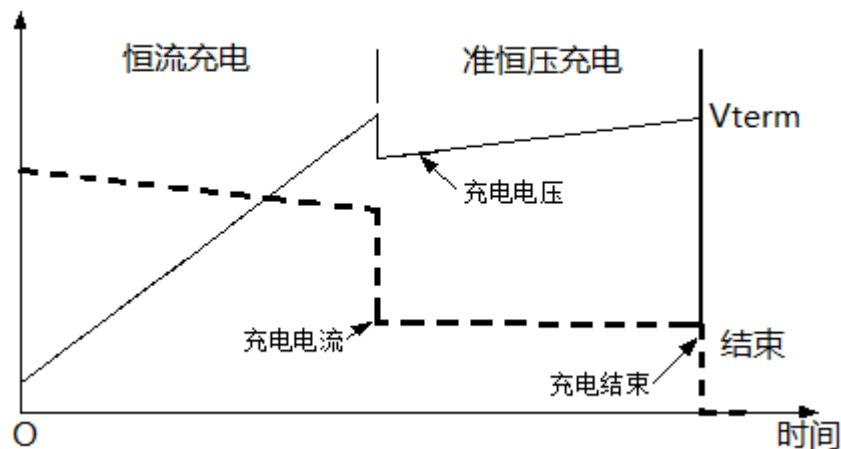 恒流充电
准恒压充电
Vterm
充电电压
充电电流
结束
充电结束
O
时间